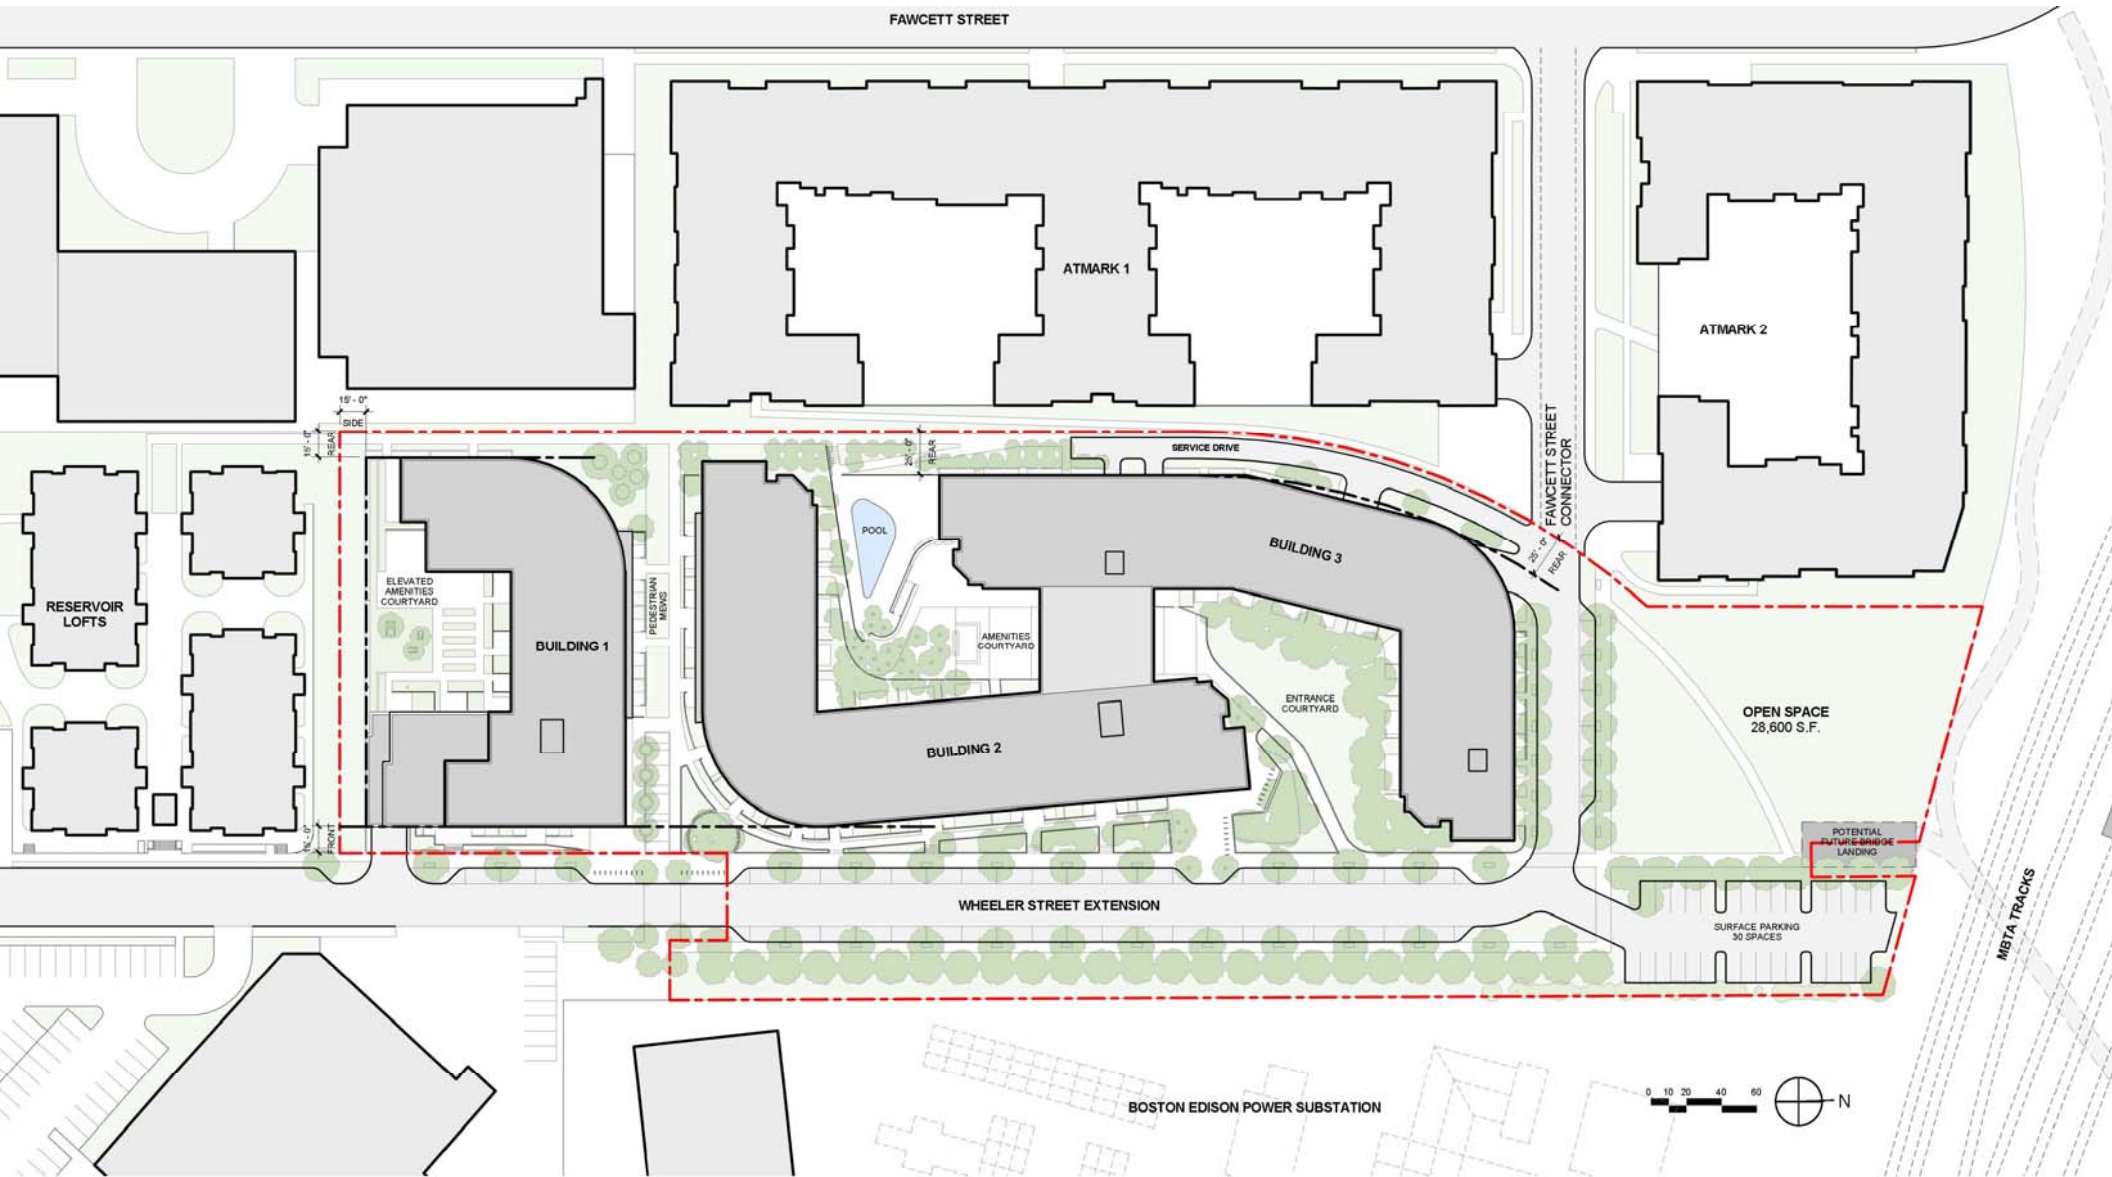 FAWCETT STREET
ATMARK 1
ATMARK 2
15' - 0"
SIDE
15' - 0"
REAR
25' - 0"
REAR
SERVICE DRIVE
FAWCETT STREET
CONNECTOR
25' - 0"
REAR
POOL
BUILDING 3
ELEVATED
AMENITIES
COURTYARD
PEDESTRIAN
MEWS
RESERVOIR
LOFTS
BUILDING 1
AMENITIES
COURTYARD
ENTRANCE
COURTYARD
OPEN SPACE
28,600 S.F.
BUILDING 2
FRONT
POTENTIAL
FUTURE BRIDGE
LANDING
WHEELER STREET EXTENSION
SURFACE PARKING
30 SPACES
MBTA TRACKS
BOSTON EDISON POWER SUBSTATION
0 10 20 40 60
N